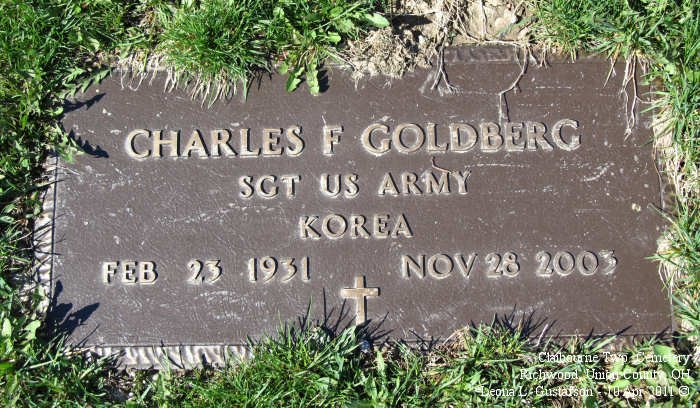 CHARLES F GOLDBERG
SGT US ARMY
KOREA
FEB 23 1931 NOV 28 2003
Claibourne Twp. Cemetery
Richwood, Union County, OH
Deona L. Gustafson - 10 Apr 2011 ©